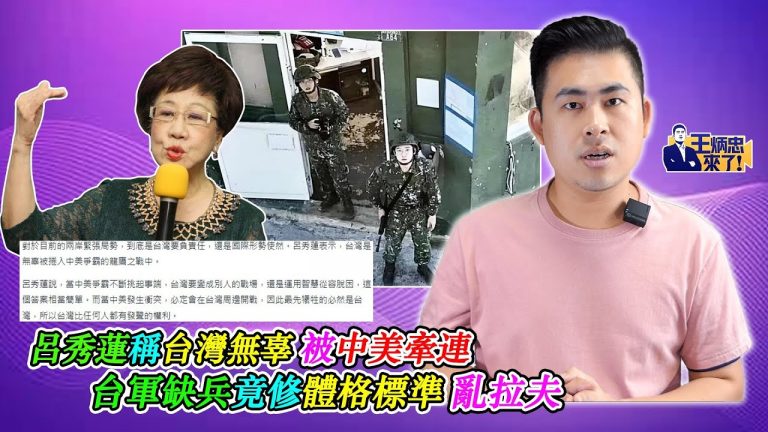 王炳忠
來了!
對於目前的兩岸緊張局勢，到底是台灣要負責任，還是國際形勢使然。呂秀蓮表示，台灣是
無辜被捲入中美爭霸的龍鷹之戰中。
呂秀蓮說，當中美爭霸不斷挑起事端，台灣要變成別人的戰場，還是運用智慧從容脫困，這
個答案相當簡單。而當中美發生衝突，必定會在台灣周邊開戰，因此最先犧牲的必然是台
灣，所以台灣比任何人都有發聲的權利。
呂秀蓮稱台灣無辜 被中美牽連
台軍缺兵竟修體格標準 亂拉夫